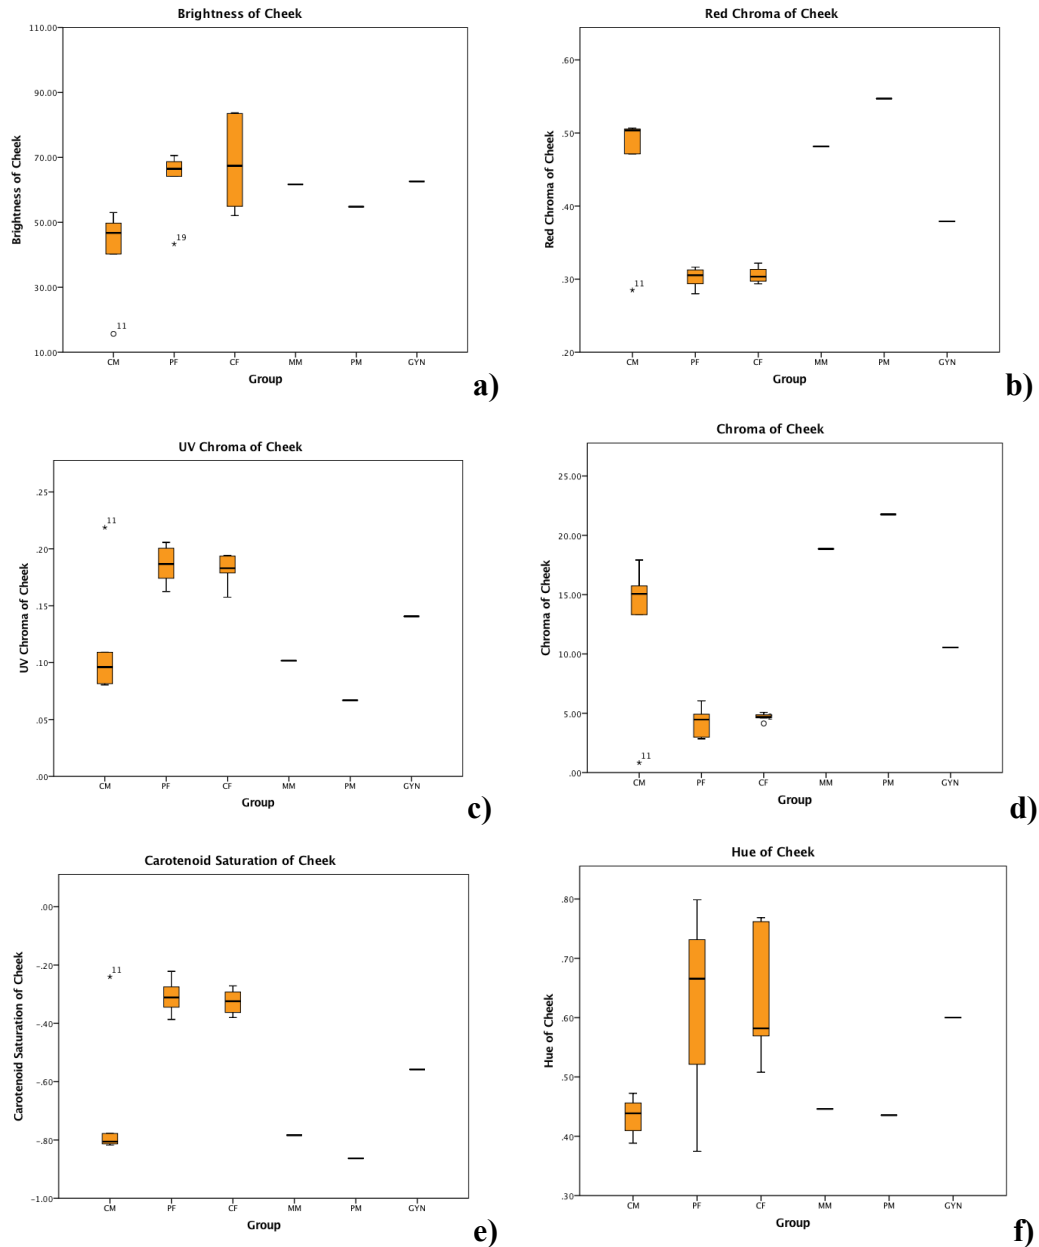 Brightness of Cheek
Brightness of Cheek
110.00
90.00
70.00
50.00
30.00
10.00
11
19
CM PF CF MM PM GYN
Group
a)
Red Chroma of Cheek
Red Chroma of Cheek
.60
.50
.40
.30
.20
11
CM PF CF MM PM GYN
Group
b)
UV Chroma of Cheek
UV Chroma of Cheek
.25
.20
.15
.10
.05
.00
11
CM PF CF MM PM GYN
Group
c)
Chroma of Cheek
Chroma of Cheek
25.00
20.00
15.00
10.00
5.00
.00
11
CM PF CF MM PM GYN
Group
d)
Carotenoid Saturation of Cheek
Carotenoid Saturation of Cheek
.00
-.20
-.40
-.60
-.80
-1.00
11
CM PF CF MM PM GYN
Group
e)
Hue of Cheek
Hue of Cheek
.80
.70
.60
.50
.40
.30
CM PF CF MM PM GYN
Group
f)